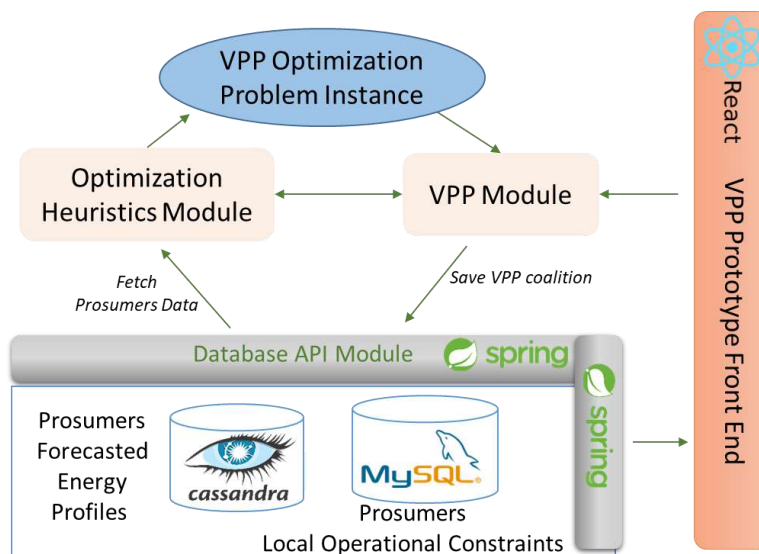 VPP Optimization
Problem Instance
Optimization
Heuristics Module
VPP Module
Fetch
Prosumers Data
Save VPP coalition
Database API Module
spring
spring
Prosumers
Forecasted
Energy
Profiles
cassandra
MySQL®
Prosumers
Local Operational Constraints
React
VPP Prototype Front End